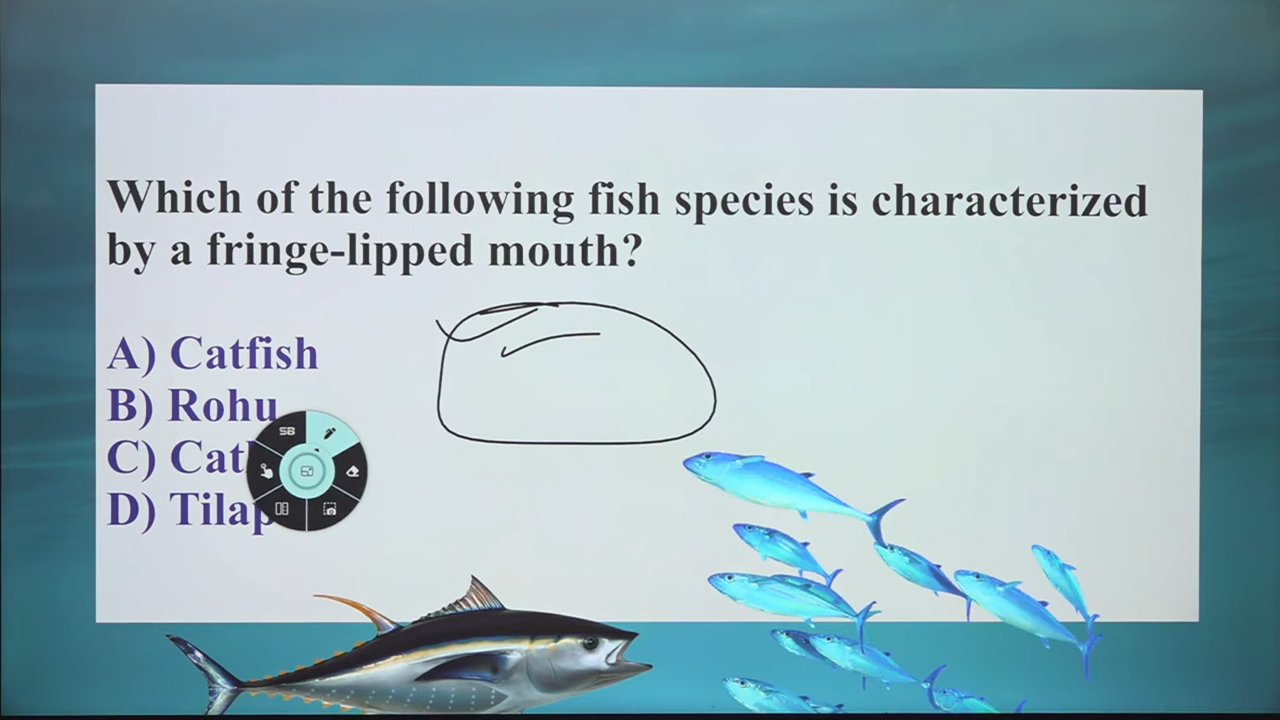 Which of the following fish species is characterized
by a fringe-lipped mouth?
A) Catfish
B) Rohu
C)
D)
SB